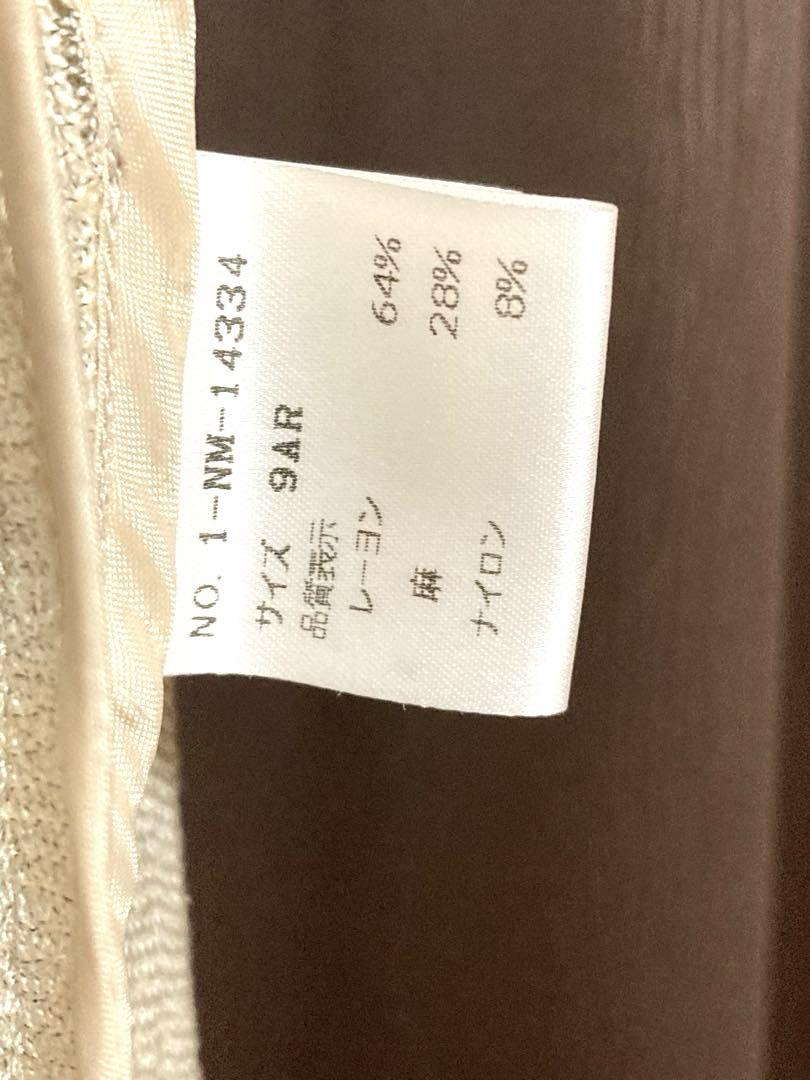 NO. 1-NM-14334
サイズ 9AR
品質表示
レーヨン 64%
麻 28%
ナイロン 8%